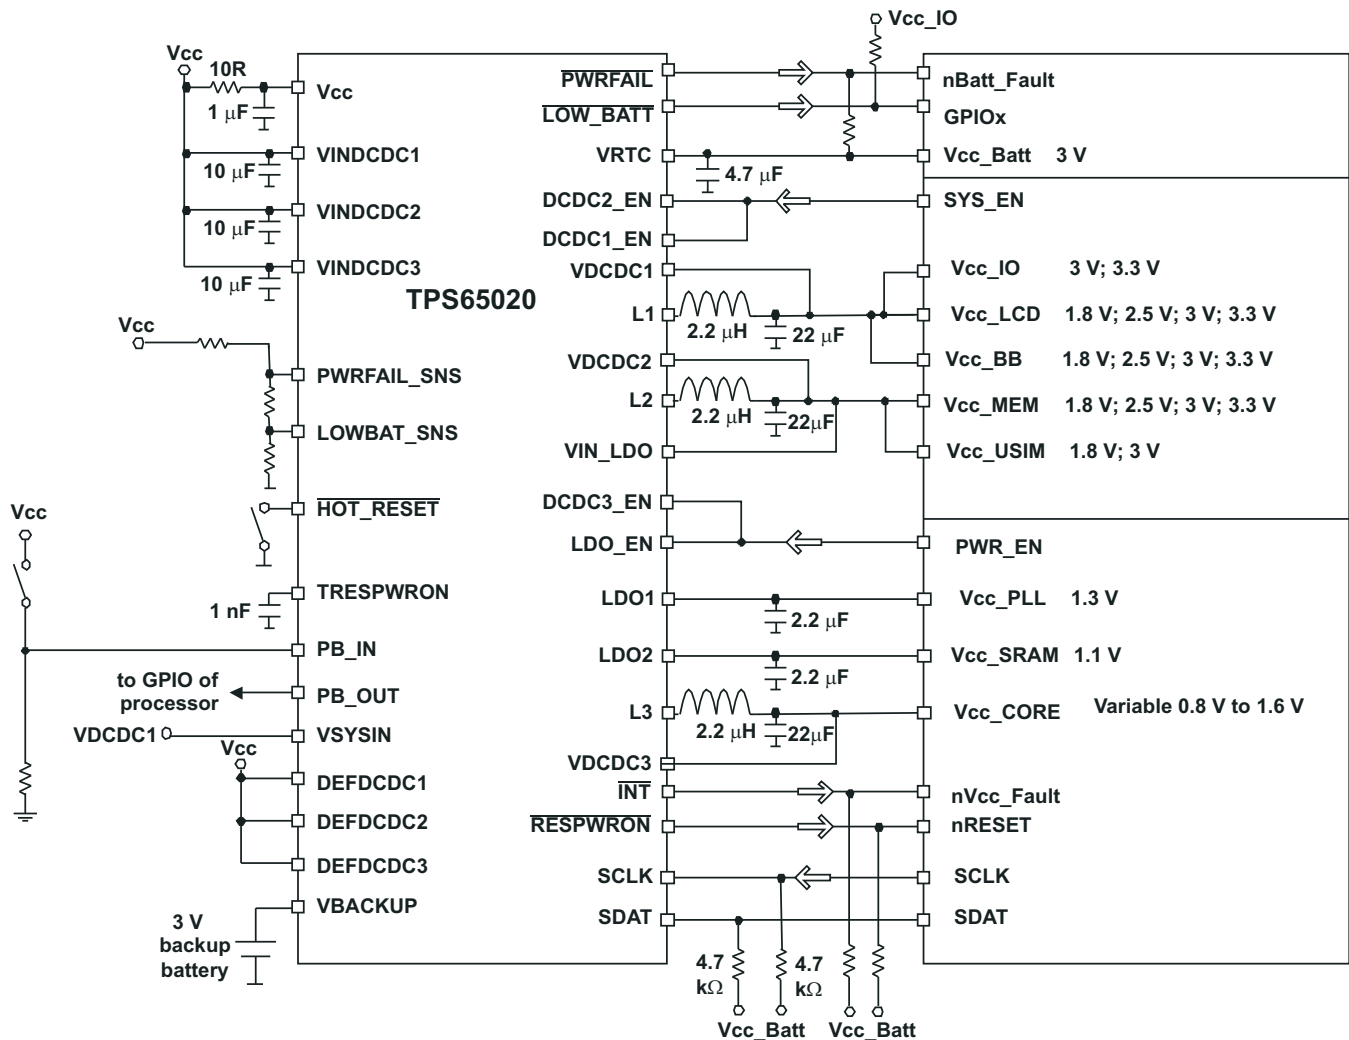 Vcc_IO
Vcc
10R
1 μF
10 μF
10 μF
10 μF
Vcc
Vcc
1 nF
to GPIO of
processor
VDCDC1
Vcc
3 V
backup
battery
Vcc
VINDCDC1
VINDCDC2
VINDCDC3
TPS65020
PWRFAIL_SNS
LOWBAT_SNS
HOT_RESET
TRESPWRON
PB_IN
PB_OUT
VSYSIN
DEFDCDC1
DEFDCDC2
DEFDCDC3
VBACKUP
PWRFAIL
LOW_BATT
VRTC
DCDC2_EN
DCDC1_EN
VDCDC1
L1
VDCDC2
L2
VIN_LDO
DCDC3_EN
LDO_EN
LDO1
LDO2
L3
VDCDC3
INT
RESPWRON
SCLK
SDAT
4.7 μF
2.2 μH
22 μF
2.2 μH
22μF
2.2 μF
2.2 μF
2.2 μH
22μF
4.7
kΩ
4.7
kΩ
Vcc_Batt
Vcc_Batt
nBatt_Fault
GPIOx
Vcc_Batt 3 V
SYS_EN
Vcc_IO 3 V; 3.3 V
Vcc_LCD 1.8 V; 2.5 V; 3 V; 3.3 V
Vcc_BB 1.8 V; 2.5 V; 3 V; 3.3 V
Vcc_MEM 1.8 V; 2.5 V; 3 V; 3.3 V
Vcc_USIM 1.8 V; 3 V
PWR_EN
Vcc_PLL 1.3 V
Vcc_SRAM 1.1 V
Vcc_CORE Variable 0.8 V to 1.6 V
nVcc_Fault
nRESET
SCLK
SDAT